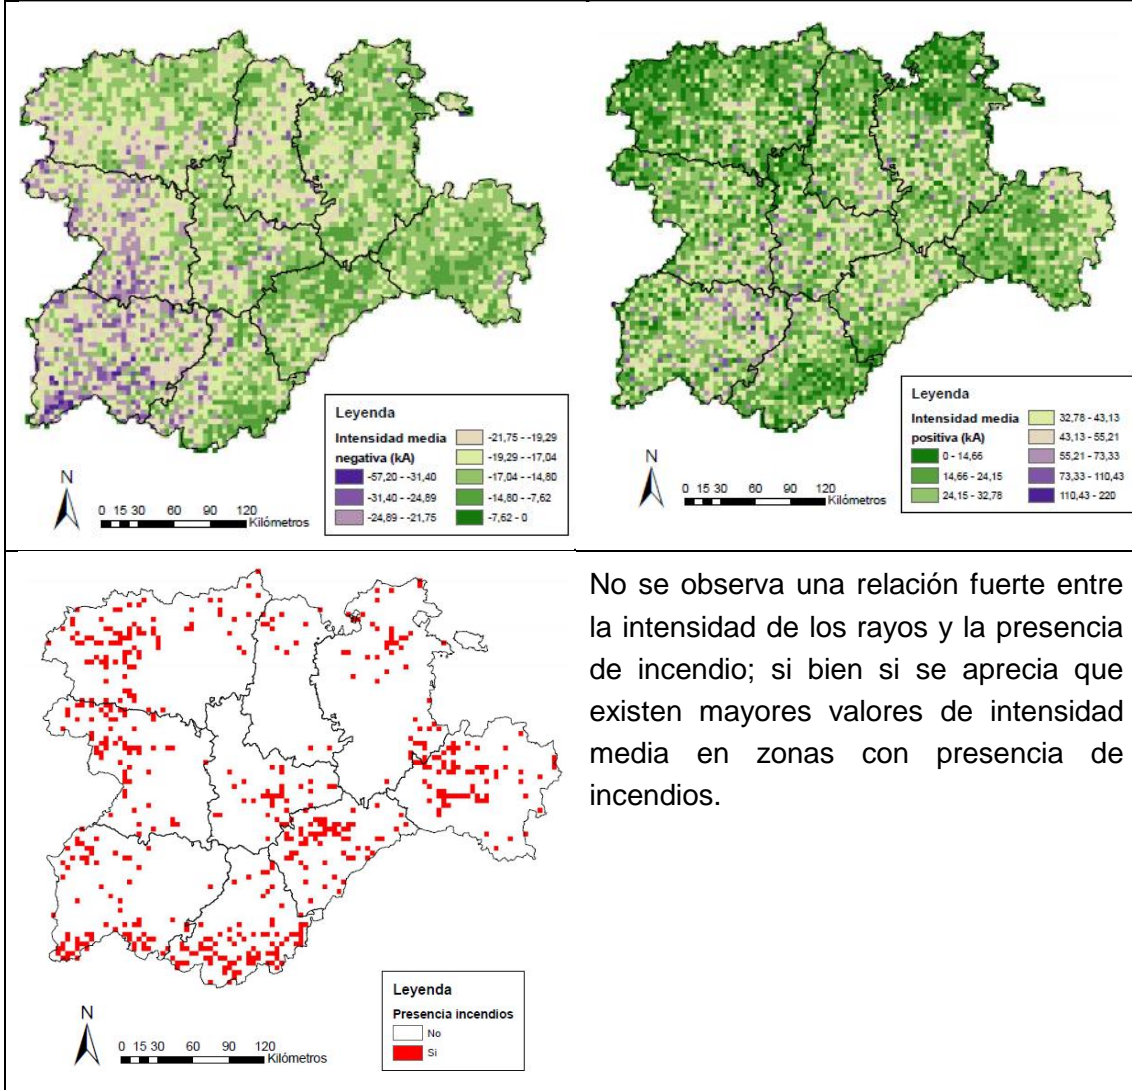 Leyenda
Intensidad media
negativa (kA)
-57,20 - -31,40
-31,40 - -24,89
-24,89 - -21,75
-21,75 - -19,29
-19,29 - -17,04
-17,04 - -14,80
-14,80 - -7,62
-7,62 - 0
N
0 15 30 60 90 120
Kilómetros
Leyenda
Intensidad media
positiva (kA)
0 - 14,66
14,66 - 24,15
24,15 - 32,78
32,78 - 43,13
43,13 - 55,21
55,21 - 73,33
73,33 - 110,43
110,43 - 220
N
0 15 30 60 90 120
Kilómetros
Leyenda
Presencia incendios
No
Si
N
0 15 30 60 90 120
Kilómetros
No se observa una relación fuerte entre
la intensidad de los rayos y la presencia
de incendio; si bien si se aprecia que
existen mayores valores de intensidad
media en zonas con presencia de
incendios.